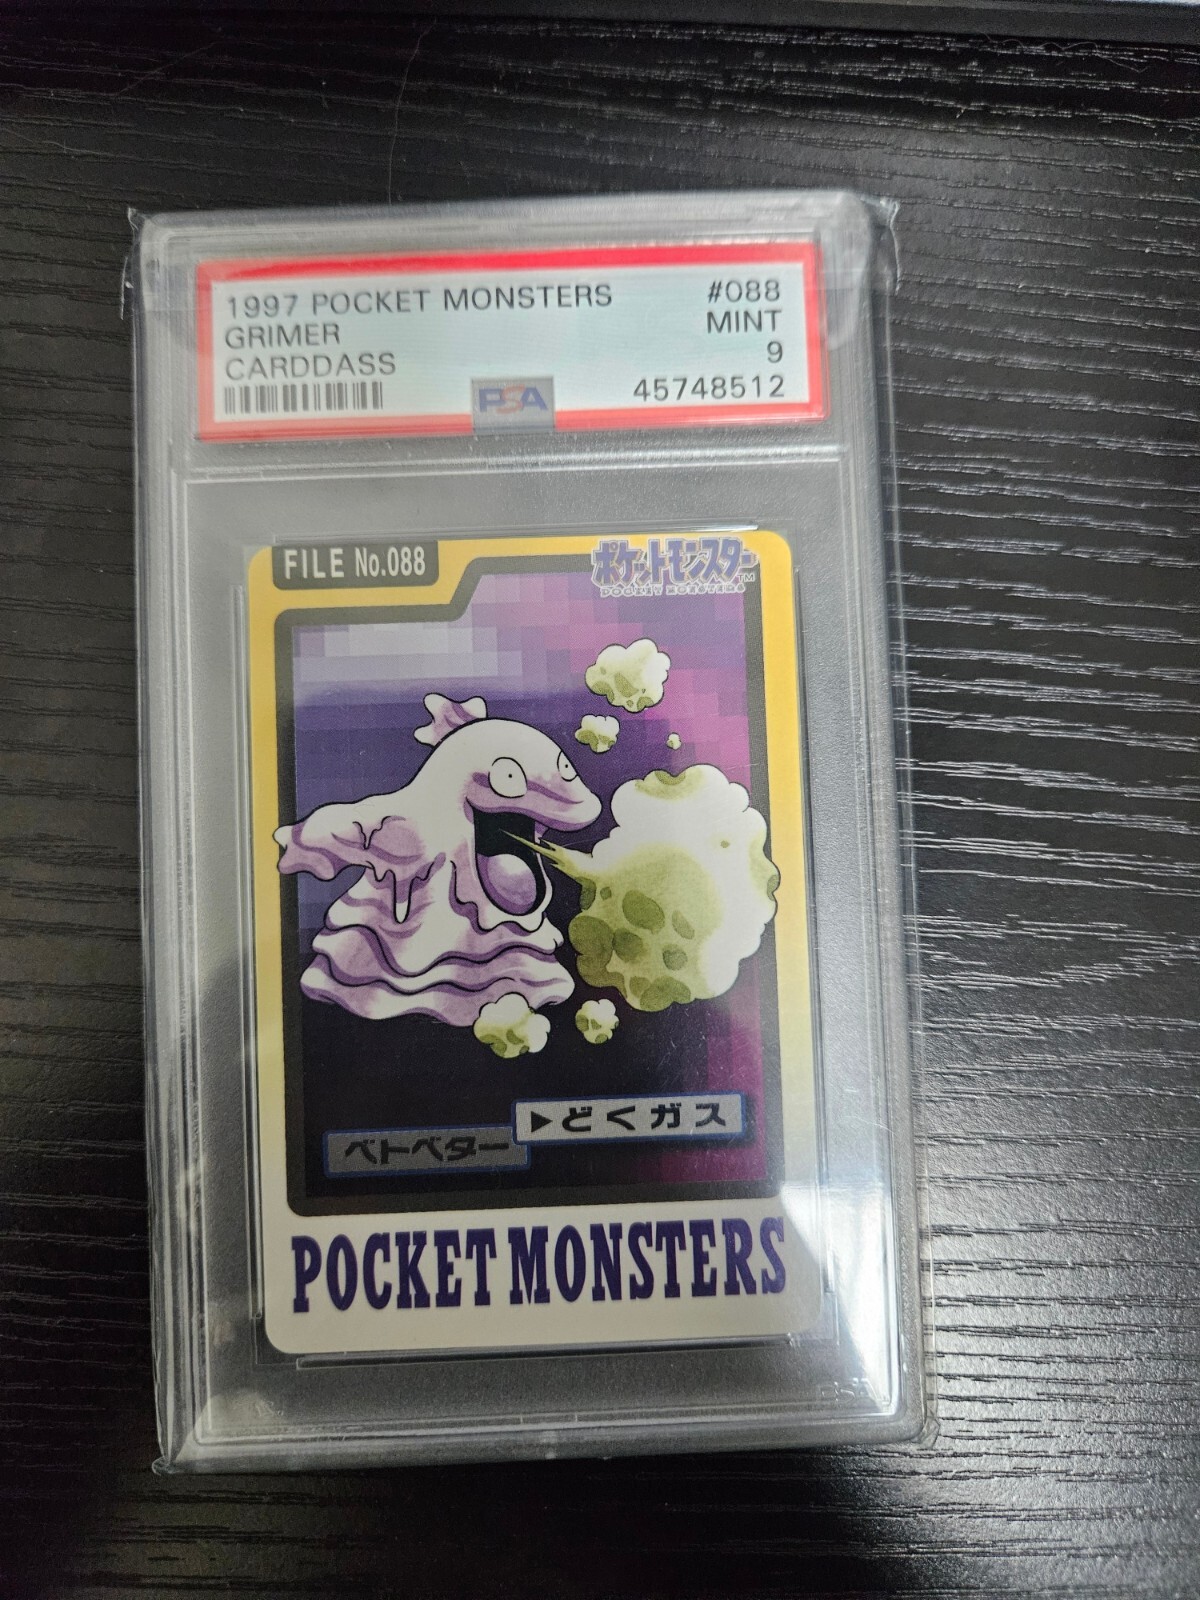 1997 POCKET MONSTERS #088
GRIMER MINT
CARDDASS 9
PSA 45748512
FILE No.088
ポケットモンスター TM
POCKET MONSTERS
▶どくガス
ベトベター
POCKET MONSTERS